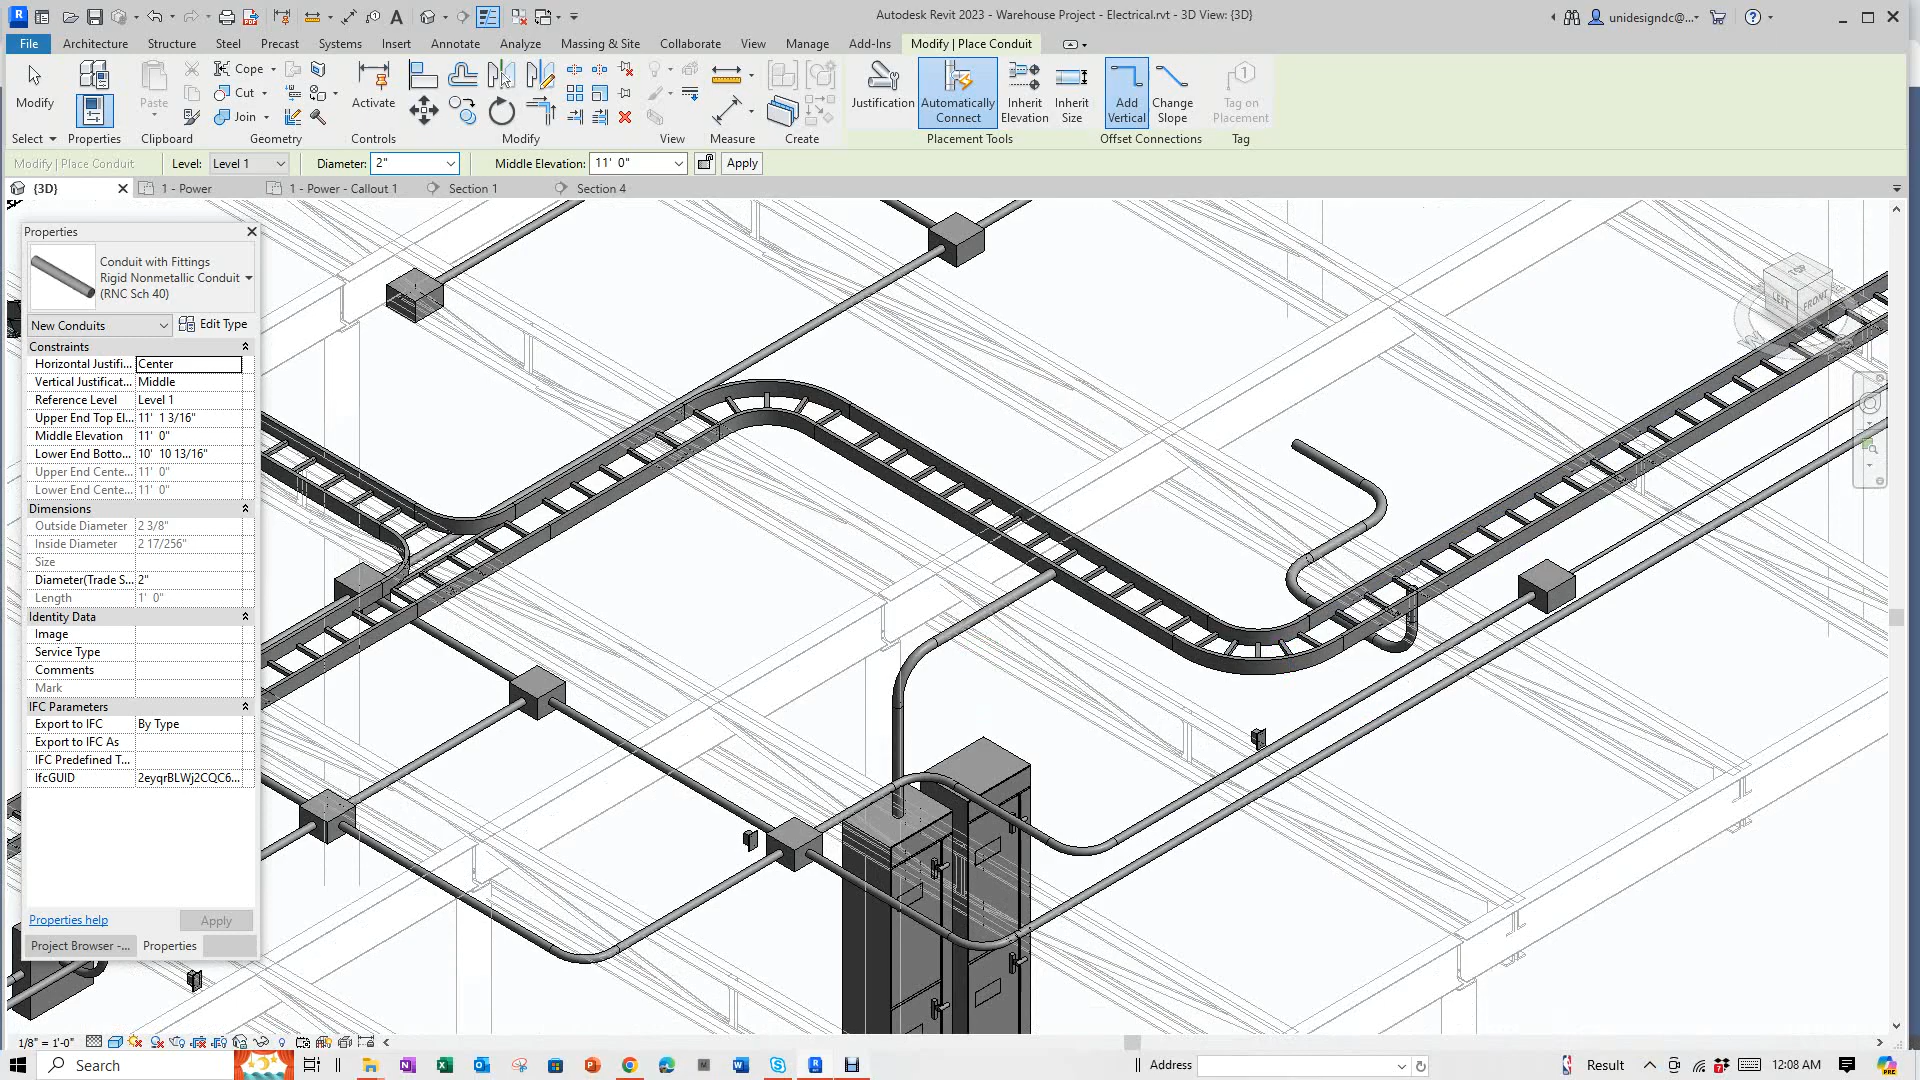 Autodesk Revit 2023 - Warehouse Project - Electrical.rvt - 3D View: {3D}
unidesigndc@...
File Architecture Structure Steel Precast Systems Insert Annotate Analyze Massing & Site Collaborate View Manage Add-Ins Modify | Place Conduit
Modify
Paste
Cope
Cut
Join
Activate
Justification
Automatically Connect
Inherit Elevation
Inherit Size
Add Vertical
Change Slope
Tag on Placement
Select Properties Clipboard Geometry Controls Modify View Measure Create Placement Tools Offset Connections Tag
Modify | Place Conduit Level: Level 1 Diameter: 2" Middle Elevation: 11' 0" Apply
{3D} 1 - Power 1 - Power - Callout 1 Section 1 Section 4
Properties
Conduit with Fittings
Rigid Nonmetallic Conduit
(RNC Sch 40)
New Conduits Edit Type
Constraints
Horizontal Justifi... Center
Vertical Justificat... Middle
Reference Level Level 1
Upper End Top El... 11' 1 3/16"
Middle Elevation 11' 0"
Lower End Botto... 10' 10 13/16"
Upper End Cente... 11' 0"
Lower End Cente... 11' 0"
Dimensions
Outside Diameter 2 3/8"
Inside Diameter 2 17/256"
Size
Diameter(Trade S... 2"
Length 1' 0"
Identity Data
Image
Service Type
Comments
Mark
IFC Parameters
Export to IFC By Type
Export to IFC As
IFC Predefined T...
IfcGUID 2eyqrBLWj2CQC6...
Properties help Apply
Project Browser -... Properties
TOP
LEFT
FRONT
1/8" = 1'-0"
Search
Address
Result
12:08 AM